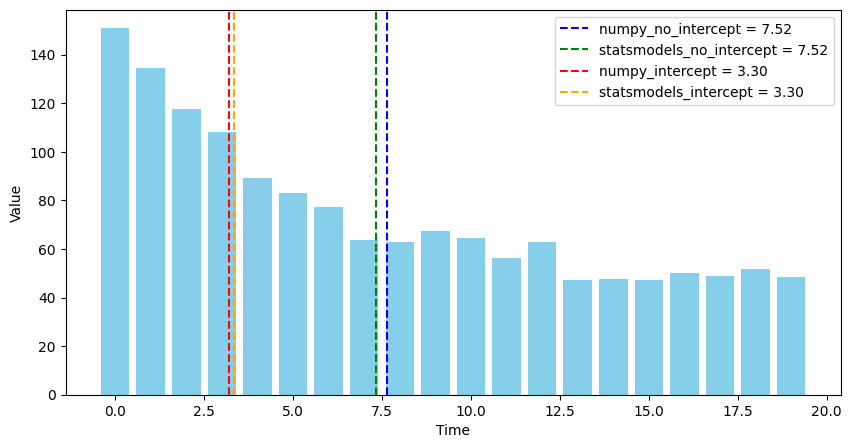 numpy_no_intercept = 7.52
statsmodels_no_intercept = 7.52
numpy_intercept = 3.30
statsmodels_intercept = 3.30
140
120
100
80
60
40
20
0
Value
0.0 2.5 5.0 7.5 10.0 12.5 15.0 17.5 20.0
Time